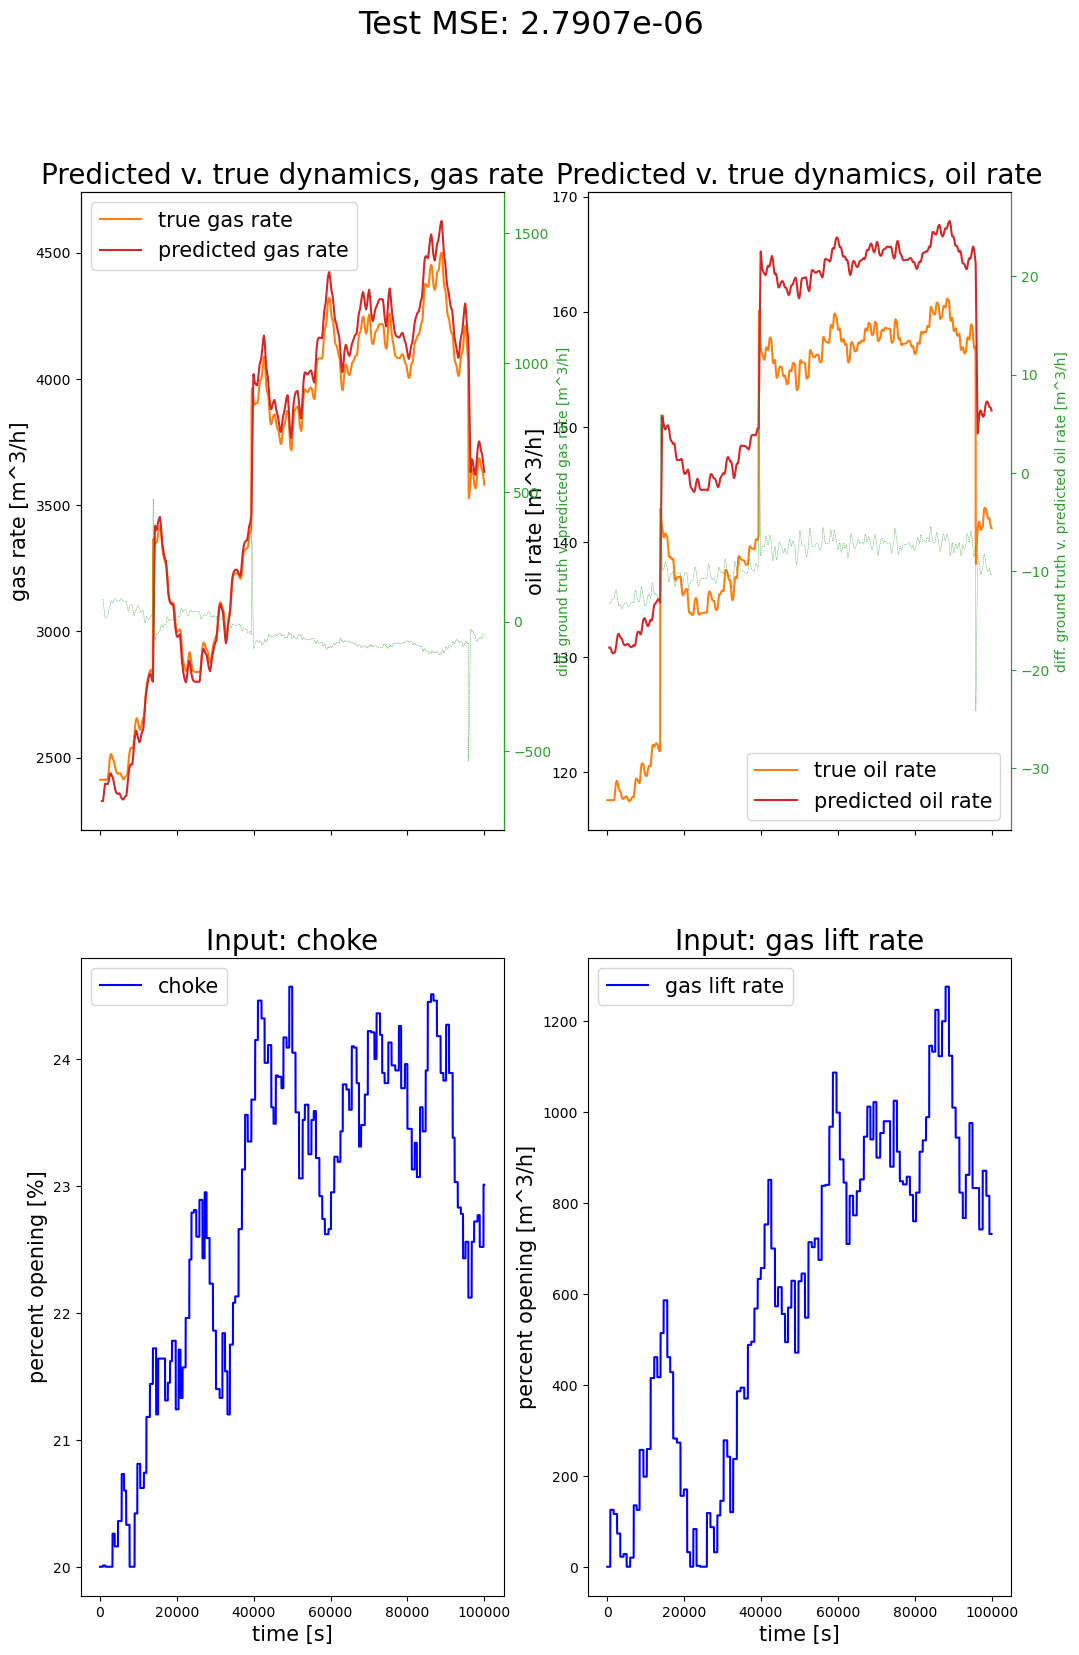 Test MSE: 2.7907e-06
Predicted v. true dynamics, gas rate
true gas rate
predicted gas rate
gas rate [m^3/h]
4500
4000
3500
3000
2500
1500
1000
500
0
−500
diff. ground truth v. predicted gas rate [m^3/h]
Predicted v. true dynamics, oil rate
oil rate [m^3/h]
170
160
150
140
130
120
20
10
0
−10
−20
−30
diff. ground truth v. predicted oil rate [m^3/h]
true oil rate
predicted oil rate
Input: choke
choke
percent opening [%]
24
23
22
21
20
0 20000 40000 60000 80000 100000
time [s]
Input: gas lift rate
gas lift rate
percent opening [m^3/h]
1200
1000
800
600
400
200
0
0 20000 40000 60000 80000 100000
time [s]